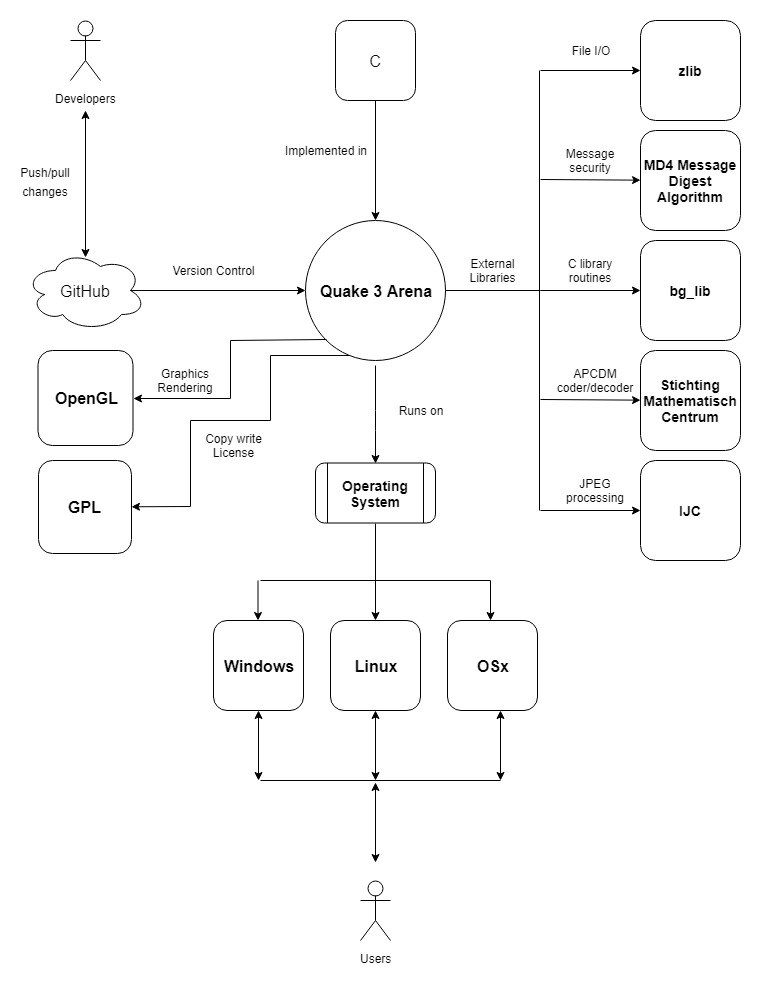 C
File I/O
zlib
Developers
Implemented in
Message
security
MD4 Message
Digest
Algorithm
Push/pull
changes
GitHub
Version Control
Quake 3 Arena
External
Libraries
C library
routines
bg_lib
OpenGL
Graphics
Rendering
APCDM
coder/decoder
Stichting
Mathematisch
Centrum
Runs on
Copy write
License
GPL
Operating
System
JPEG
processing
IJC
Windows
Linux
OSx
Users